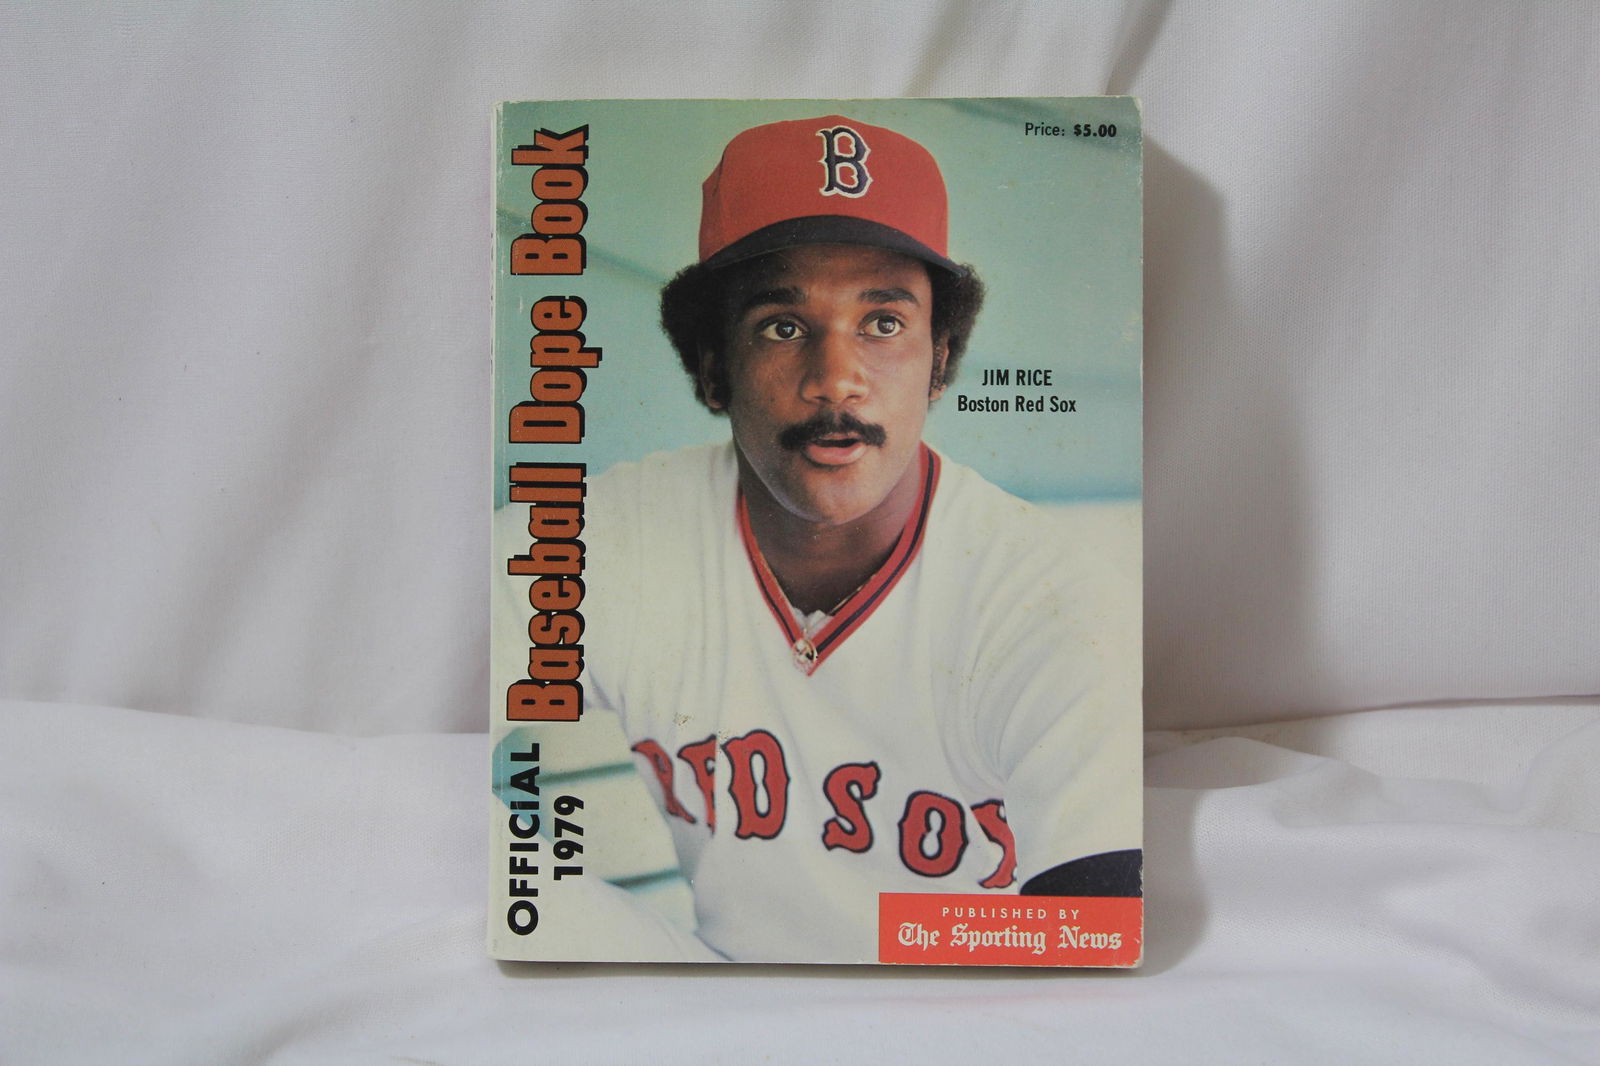 OFFICIAL Baseball Dope Book
1979
Price: $5.00
B
JIM RICE
Boston Red Sox
RED SOX
PUBLISHED BY
The Sporting News